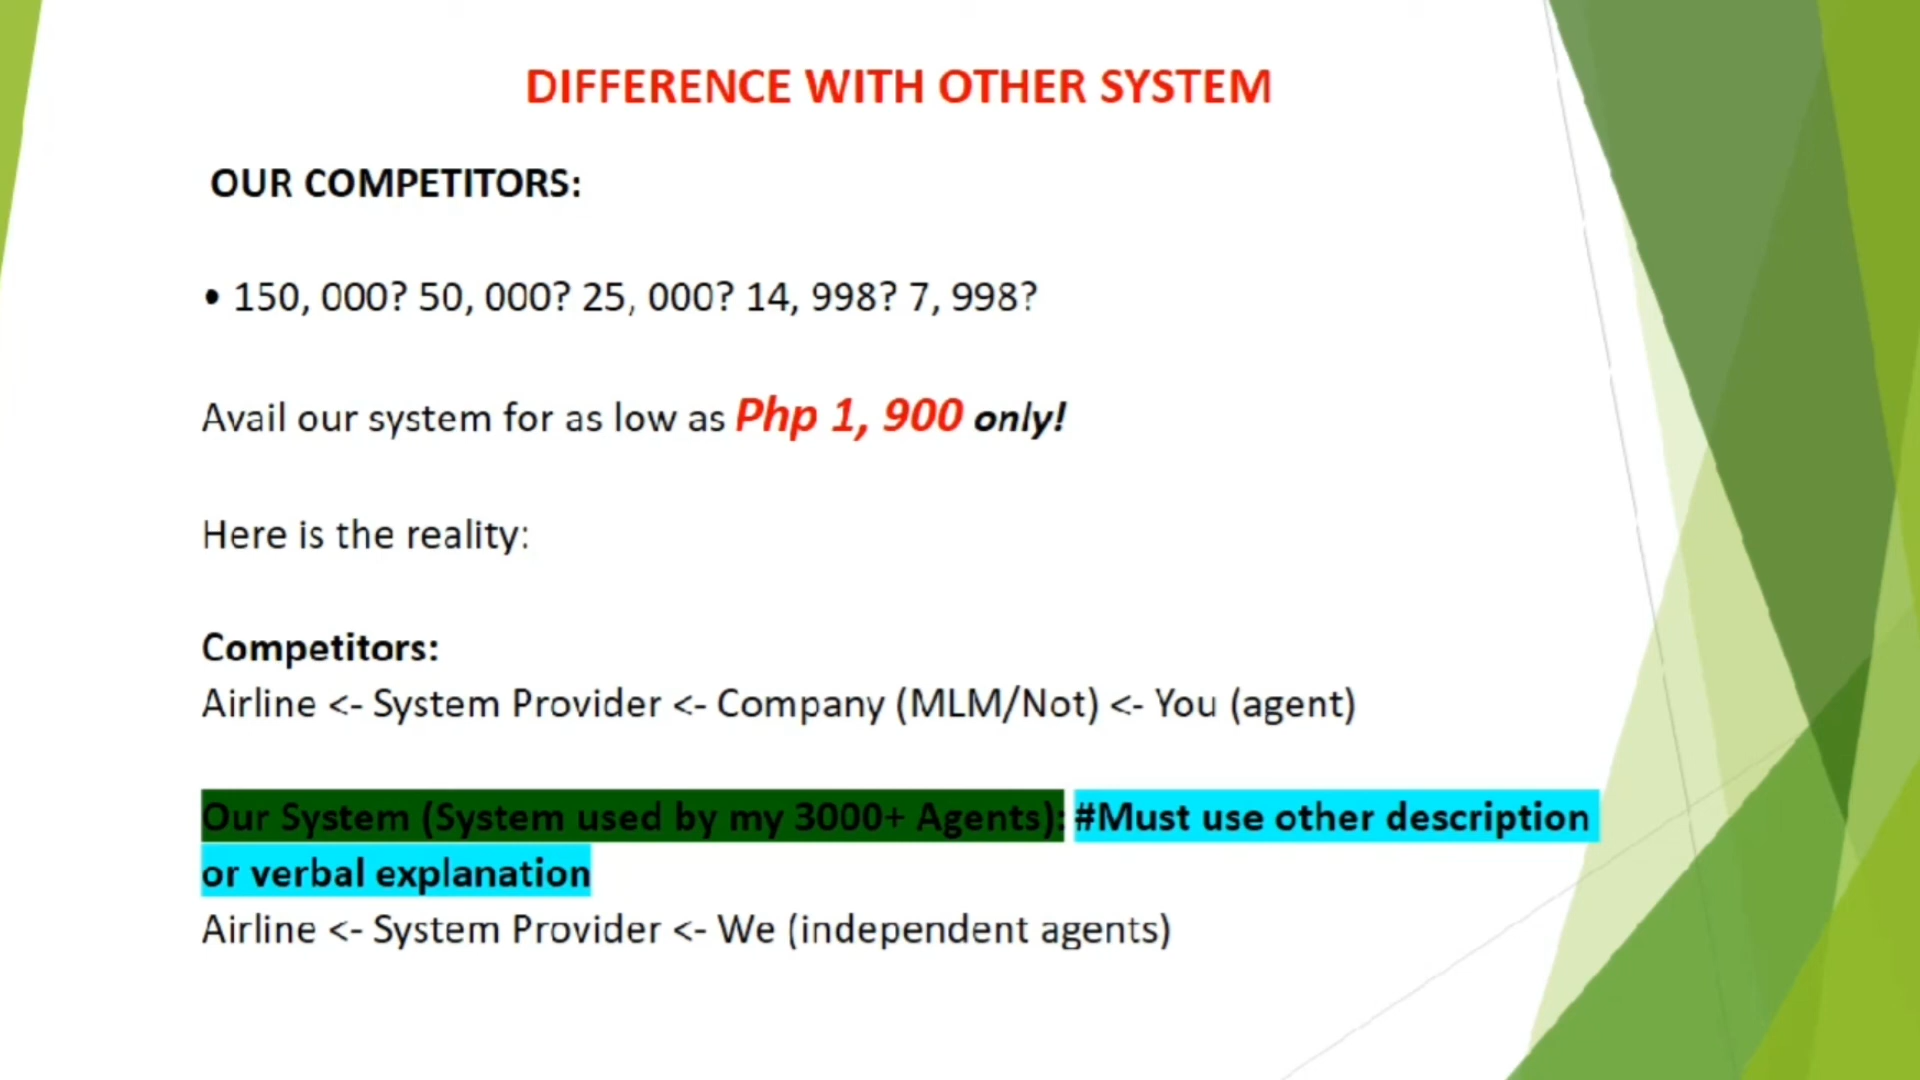 DIFFERENCE WITH OTHER SYSTEM
OUR COMPETITORS:
• 150, 000? 50, 000? 25, 000? 14, 998? 7, 998?
Avail our system for as low as Php 1, 900 only!
Here is the reality:
Competitors:
Airline <- System Provider <- Company (MLM/Not) <- You (agent)
Our System (System used by my 3000+ Agents): #Must use other description
or verbal explanation
Airline <- System Provider <- We (independent agents)